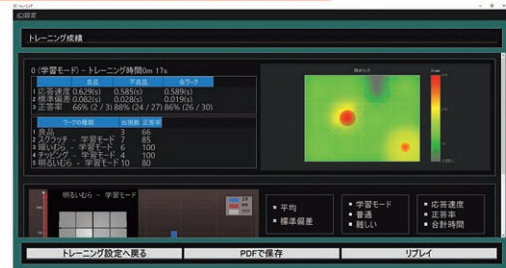 設定
トレーニング成績
0 (学習モード) - トレーニング時間0m 17s
良品 不良品 全ワーク
1 応答速度 0.629(s) 0.585(s) 0.589(s)
2 標準偏差 0.082(s) 0.028(s) 0.019(s)
3 正答率 66% (2 / 3) 88% (24 / 27) 86% (26 / 30)
ワークの種類 出現数 正答率
1 良品 3 66
2 スクラッチ - 学習モード 7 85
3 暗いむら - 学習モード 6 100
4 チッピング - 学習モード 4 100
5 明るいむら - 学習モード 10 80
明るいむら - 学習モード
■ 平均
■ 標準偏差
■ 学習モード
■ 普通
■ 難しい
■ 応答速度
■ 正答率
■ 合計時間
トレーニング設定へ戻る PDFで保存 リプレイ